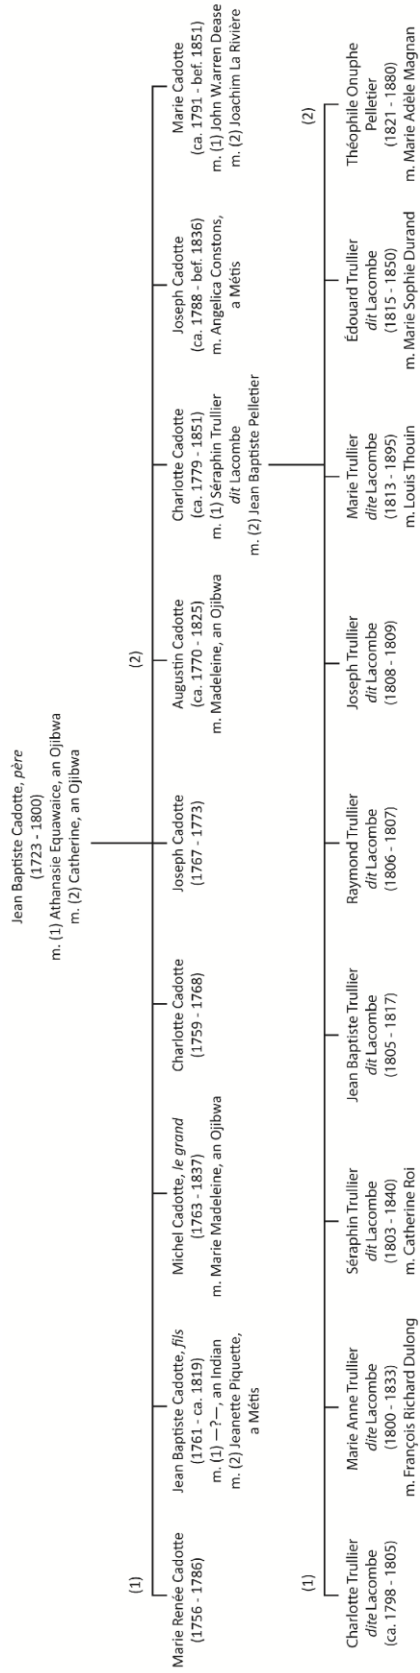 Jean Baptiste Cadotte, père
(1723 - 1800)
m. (1) Athanasie Equawaice, an Ojibwa
m. (2) Catherine, an Ojibwa
(1)
(2)
Marie Renée Cadotte
(1756 - 1786)
Jean Baptiste Cadotte, fils
(1761 - ca. 1819)
m. (1) —?—, an Indian
m. (2) Jeanette Piquette,
a Métis
Michel Cadotte, le grand
(1763 - 1837)
m. Marie Madeleine, an Ojibwa
Charlotte Cadotte
(1759 - 1768)
Joseph Cadotte
(1767 - 1773)
Augustin Cadotte
(ca. 1770 - 1825)
m. Madeleine, an Ojibwa
Charlotte Cadotte
(ca. 1779 - 1851)
m. (1) Séraphin Trullier
dit Lacombe
m. (2) Jean Baptiste Pelletier
Joseph Cadotte
(ca. 1788 - bef. 1836)
m. Angelica Constons,
a Métis
Marie Cadotte
(ca. 1791 - bef. 1851)
m. (1) John W.arren Dease
m. (2) Joachim La Rivière
(1)
(2)
Charlotte Trullier
dite Lacombe
(ca. 1798 - 1805)
Marie Anne Trullier
dite Lacombe
(1800 - 1833)
m. François Richard Dulong
Séraphin Trullier
dit Lacombe
(1803 - 1840)
m. Catherine Roi
Jean Baptiste Trullier
dit Lacombe
(1805 - 1817)
Raymond Trullier
dit Lacombe
(1806 - 1807)
Joseph Trullier
dit Lacombe
(1808 - 1809)
Marie Trullier
dite Lacombe
(1813 - 1895)
m. Louis Thouin
Édouard Trullier
dit Lacombe
(1815 - 1850)
m. Marie Sophie Durand
Théophile Onuphe
Pelletier
(1821 - 1880)
m. Marie Adèle Magnan